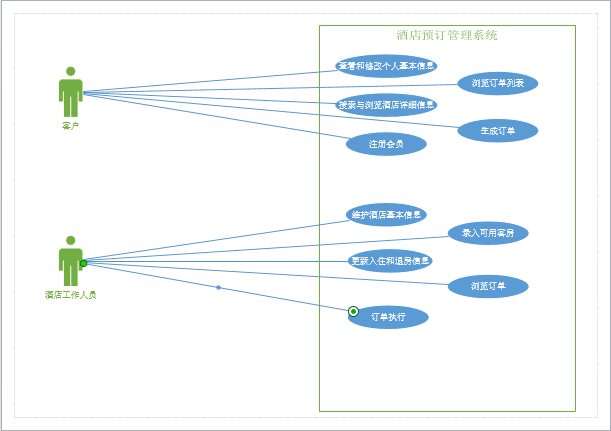 酒店预订管理系统
查看和修改个人基本信息
浏览订单列表
搜索与浏览酒店详细信息
生成订单
注册会员
客户
维护酒店基本信息
录入可用客房
更新入住和退房信息
浏览订单
订单执行
酒店工作人员